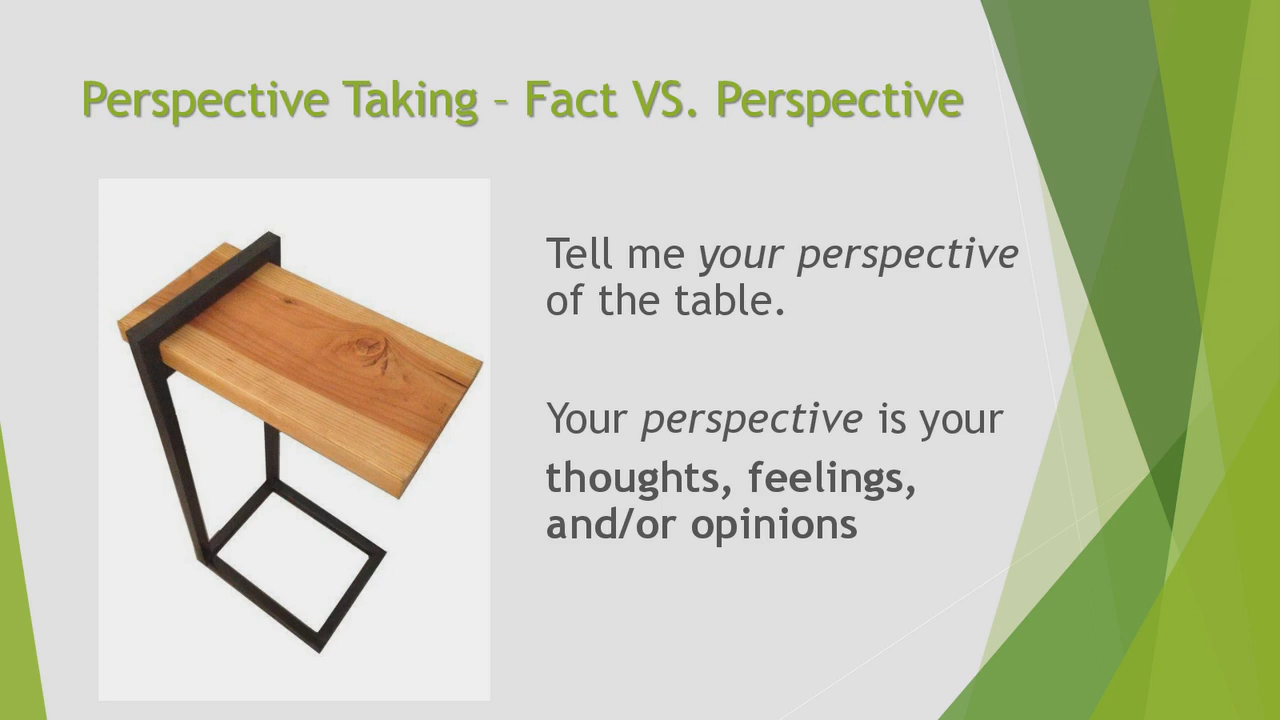 Perspective Taking – Fact VS. Perspective
Tell me your perspective
of the table.
Your perspective is your
thoughts, feelings,
and/or opinions